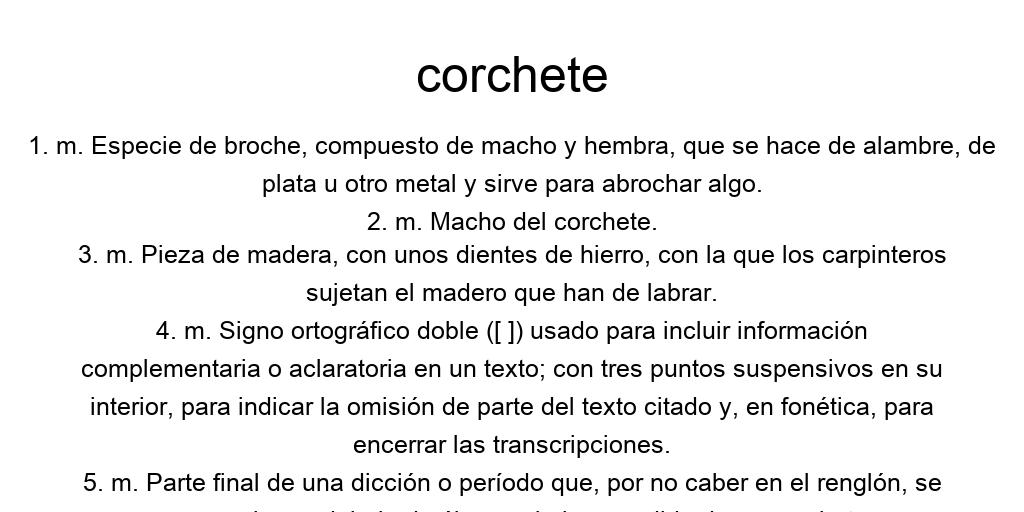 corchete
1. m. Especie de broche, compuesto de macho y hembra, que se hace de alambre, de
plata u otro metal y sirve para abrochar algo.
2. m. Macho del corchete.
3. m. Pieza de madera, con unos dientes de hierro, con la que los carpinteros
sujetan el madero que han de labrar.
4. m. Signo ortográfico doble ([ ]) usado para incluir información
complementaria o aclaratoria en un texto; con tres puntos suspensivos en su
interior, para indicar la omisión de parte del texto citado y, en fonética, para
encerrar las transcripciones.
5. m. Parte final de una dicción o período que, por no caber en el renglón, se